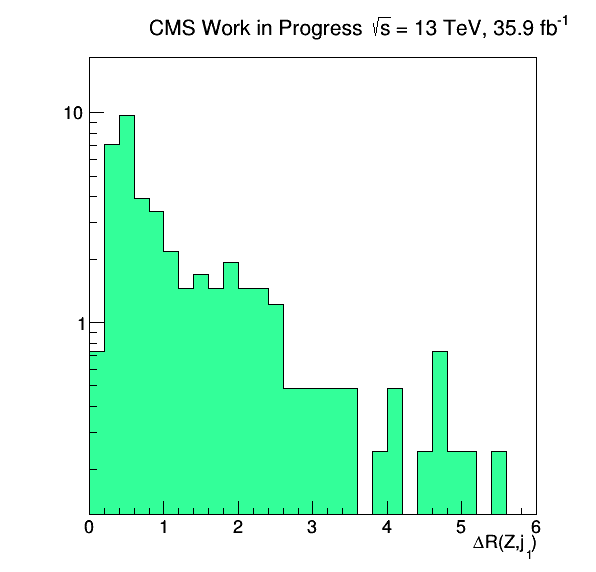 CMS Work in Progress √s = 13 TeV, 35.9 fb⁻¹
10
1
0 1 2 3 4 5 6
ΔR(Z,j₁)